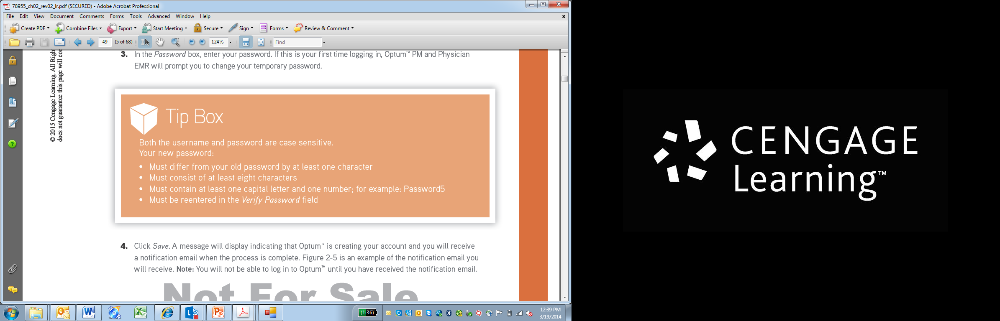 78955_ch02_rev02_lr.pdf (SECURED) - Adobe Acrobat Professional
File Edit View Document Comments Forms Tools Advanced Window Help
Create PDF Combine Files Export Start Meeting Secure Sign Forms Review & Comment
49 (5 of 68) 124% Find
© 2015 Cengage Learning. All Righ
does not guarantee this page will con
3. In the Password box, enter your password. If this is your first time logging in, Optum™ PM and Physician
EMR will prompt you to change your temporary password.
Tip Box
Both the username and password are case sensitive.
Your new password:
• Must differ from your old password by at least one character
• Must consist of at least eight characters
• Must contain at least one capital letter and one number; for example: Password5
• Must be reentered in the Verify Password field
4. Click Save. A message will display indicating that Optum™ is creating your account and you will receive
a notification email when the process is complete. Figure 2-5 is an example of the notification email you
will receive. Note: You will not be able to log in to Optum™ until you have received the notification email.
Not For Sale
(1:36)
12:39 PM
3/19/2014
CENGAGE
Learning™